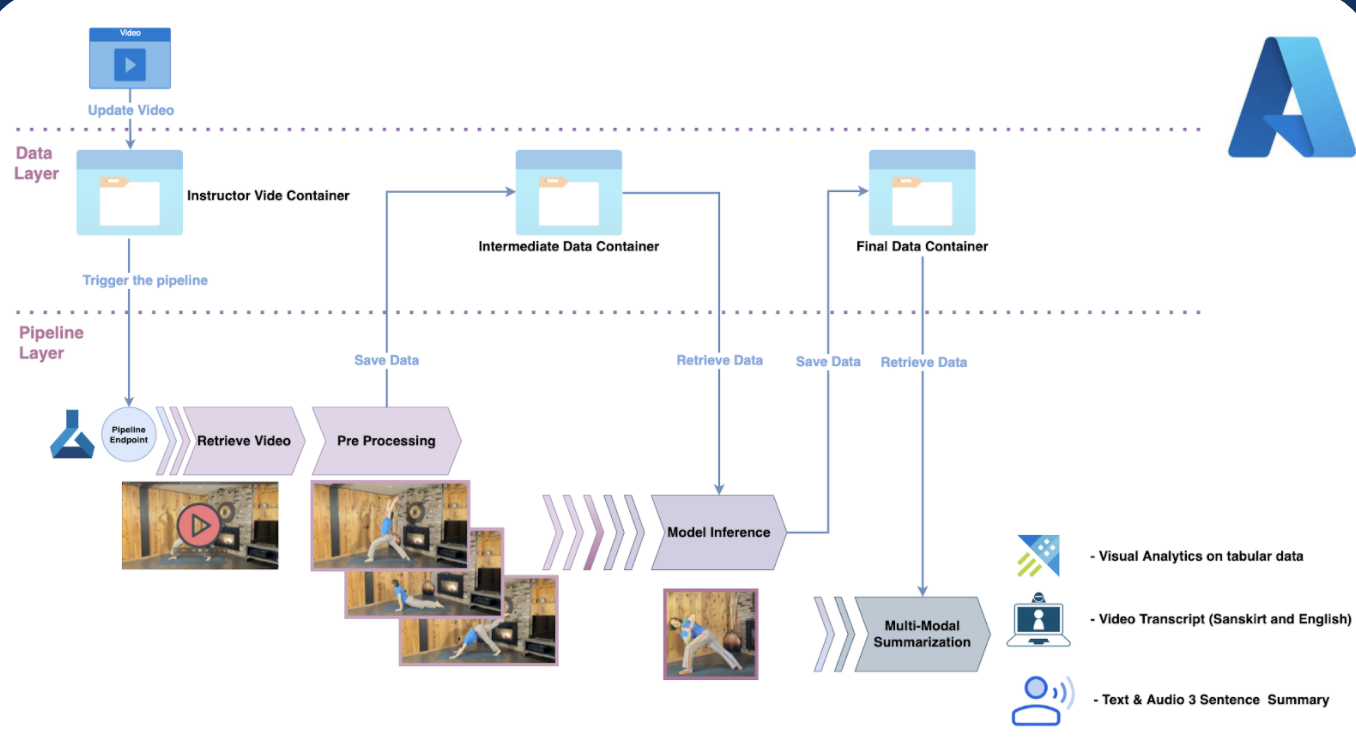 Video
Update Video
Data
Layer
Instructor Vide Container
Intermediate Data Container
Final Data Container
Trigger the pipeline
Pipeline
Layer
Save Data
Retrieve Data
Save Data
Retrieve Data
Pipeline
Endpoint
Retrieve Video
Pre Processing
Model Inference
Multi-Modal
Summarization
- Visual Analytics on tabular data
- Video Transcript (Sanskirt and English)
- Text & Audio 3 Sentence Summary